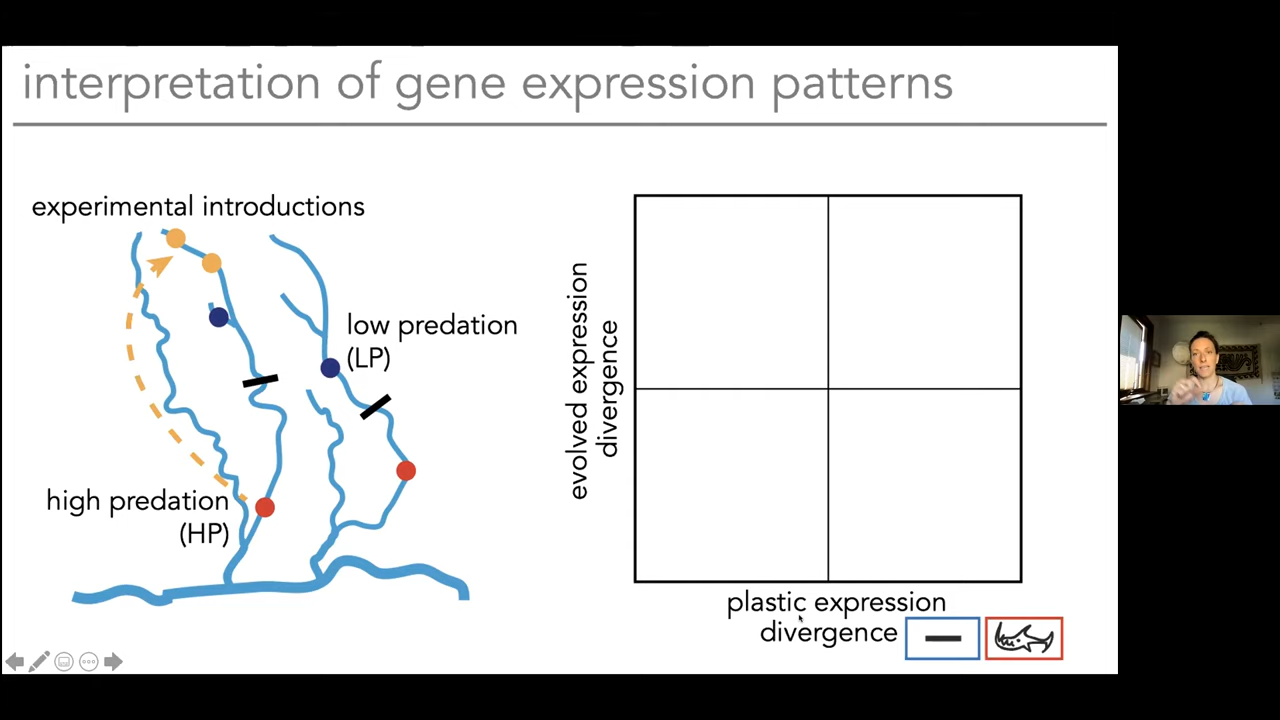 interpretation of gene expression patterns
experimental introductions
low predation
(LP)
high predation
(HP)
evolved expression
divergence
plastic expression
divergence